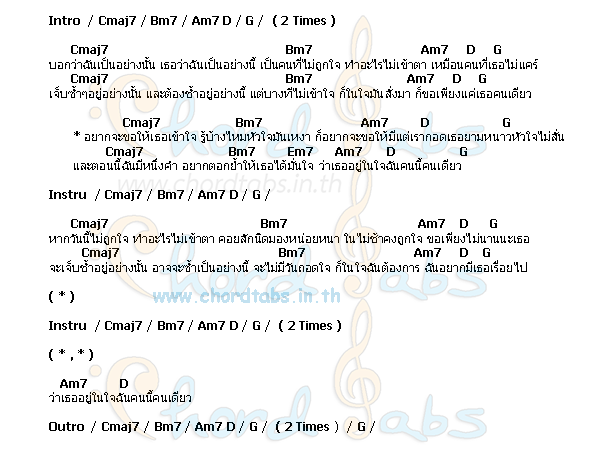 Intro / Cmaj7 / Bm7 / Am7 D / G / ( 2 Times )
Cmaj7 Bm7 Am7 D G
บอกว่าฉันเป็นอย่างนั้น เธอว่าฉันเป็นอย่างนี้ เป็นคนที่ไม่ถูกใจ ทำอะไรไม่เข้าตา เหมือนคนที่เธอไม่แคร์
Cmaj7 Bm7 Am7 D G
เจ็บซ้ำๆอยู่อย่างนั้น และต้องช้ำอยู่อย่างนี้ แต่บางทีไม่เข้าใจ ก็ในใจมันสั่งมา ก็ขอเพียงแค่เธอคนเดียว
Cmaj7 Bm7 Am7 D G
* อยากจะขอให้เธอเข้าใจ รู้บ้างไหมหัวใจมันเหงา ก็อยากจะขอให้มีแต่เรากอดเธอยามหนาวหัวใจไม่สั่น
Cmaj7 Bm7 Em7 Am7 D G
และตอนนี้ฉันมีหนึ่งคำ อยากตอกย้ำให้เธอได้มั่นใจ ว่าเธออยู่ในใจฉันคนนี้คนเดียว
www.chordtabs.in.th
Instru / Cmaj7 / Bm7 / Am7 D / G /
Cmaj7 Bm7 Am7 D G
หากวันนี้ไม่ถูกใจ ทำอะไรไม่เข้าตา คอยสักนิดมองหน่อยหนา ในไม่ช้าคงถูกใจ ขอเพียงไม่นานนะเธอ
Cmaj7 Bm7 Am7 D G
จะเจ็บช้ำอยู่อย่างนั้น อาจจะซ้ำเป็นอย่างนี้ จะไม่มีวันถอดใจ ก็ในใจฉันต้องการ ฉันอยากมีเธอเรื่อยไป
( * )
www.chordtabs.in.th
Instru / Cmaj7 / Bm7 / Am7 D / G / ( 2 Times )
( * , * )
Am7 D
ว่าเธออยู่ในใจฉันคนนี้คนเดียว
Outro / Cmaj7 / Bm7 / Am7 D / G / ( 2 Times ) / G /